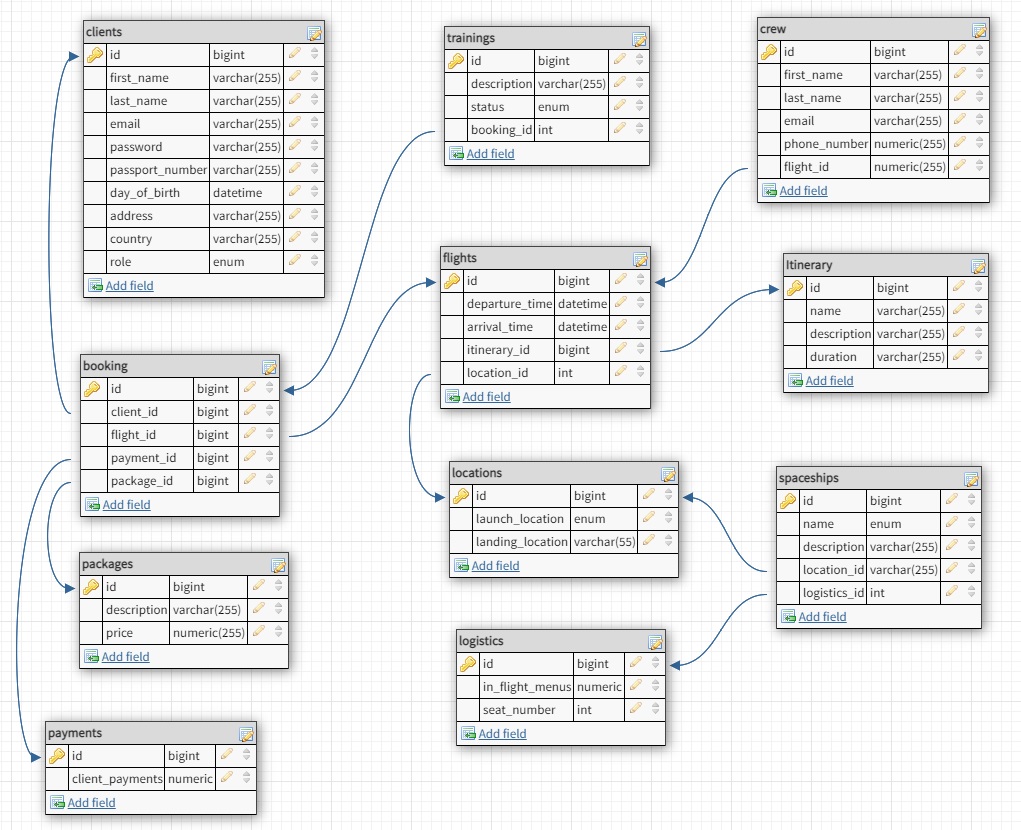 clients
id bigint
first_name varchar(255)
last_name varchar(255)
email varchar(255)
password varchar(255)
passport_number varchar(255)
day_of_birth datetime
address varchar(255)
country varchar(255)
role enum
Add field
trainings
id bigint
description varchar(255)
status enum
booking_id int
Add field
crew
id bigint
first_name varchar(255)
last_name varchar(255)
email varchar(255)
phone_number numeric(255)
flight_id numeric(255)
Add field
flights
id bigint
departure_time datetime
arrival_time datetime
itinerary_id bigint
location_id int
Add field
Itinerary
id bigint
name varchar(255)
description varchar(255)
duration varchar(255)
Add field
booking
id bigint
client_id bigint
flight_id bigint
payment_id bigint
package_id bigint
Add field
locations
id bigint
launch_location enum
landing_location varchar(55)
Add field
spaceships
id bigint
name enum
description varchar(255)
location_id varchar(255)
logistics_id int
Add field
packages
id bigint
description varchar(255)
price numeric(255)
Add field
logistics
id bigint
in_flight_menus numeric
seat_number int
Add field
payments
id bigint
client_payments numeric
Add field